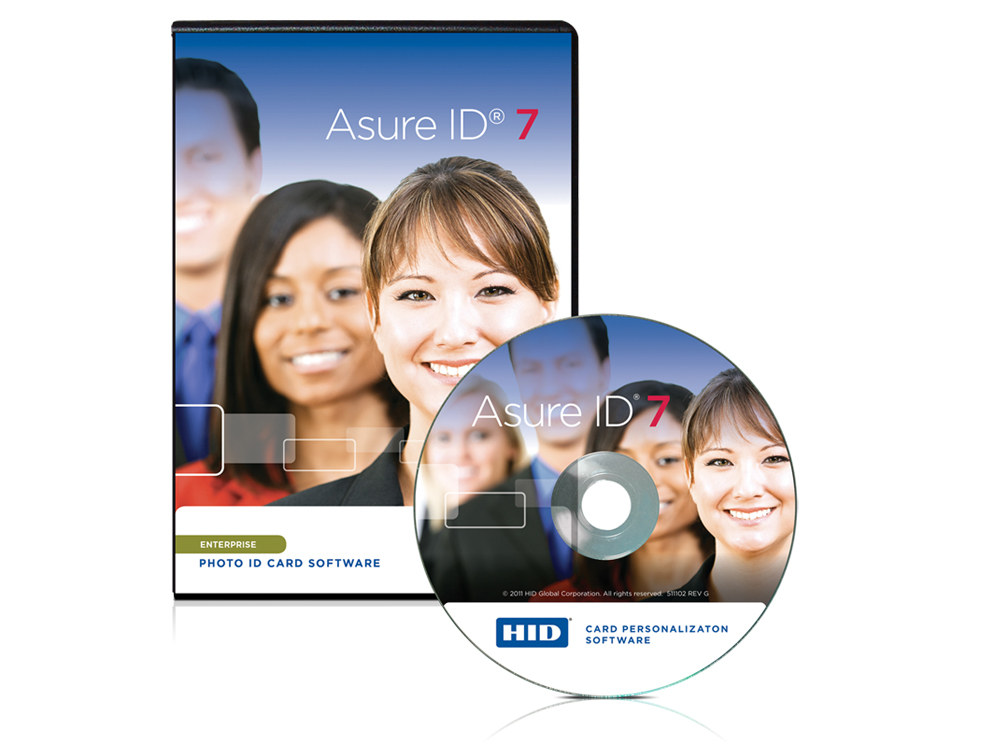 Asure ID® 7
ENTERPRISE
PHOTO ID CARD SOFTWARE
Asure ID® 7
© 2011 HID Global Corporation. All rights reserved. 511102 REV G
HID®
CARD PERSONALIZATON
SOFTWARE